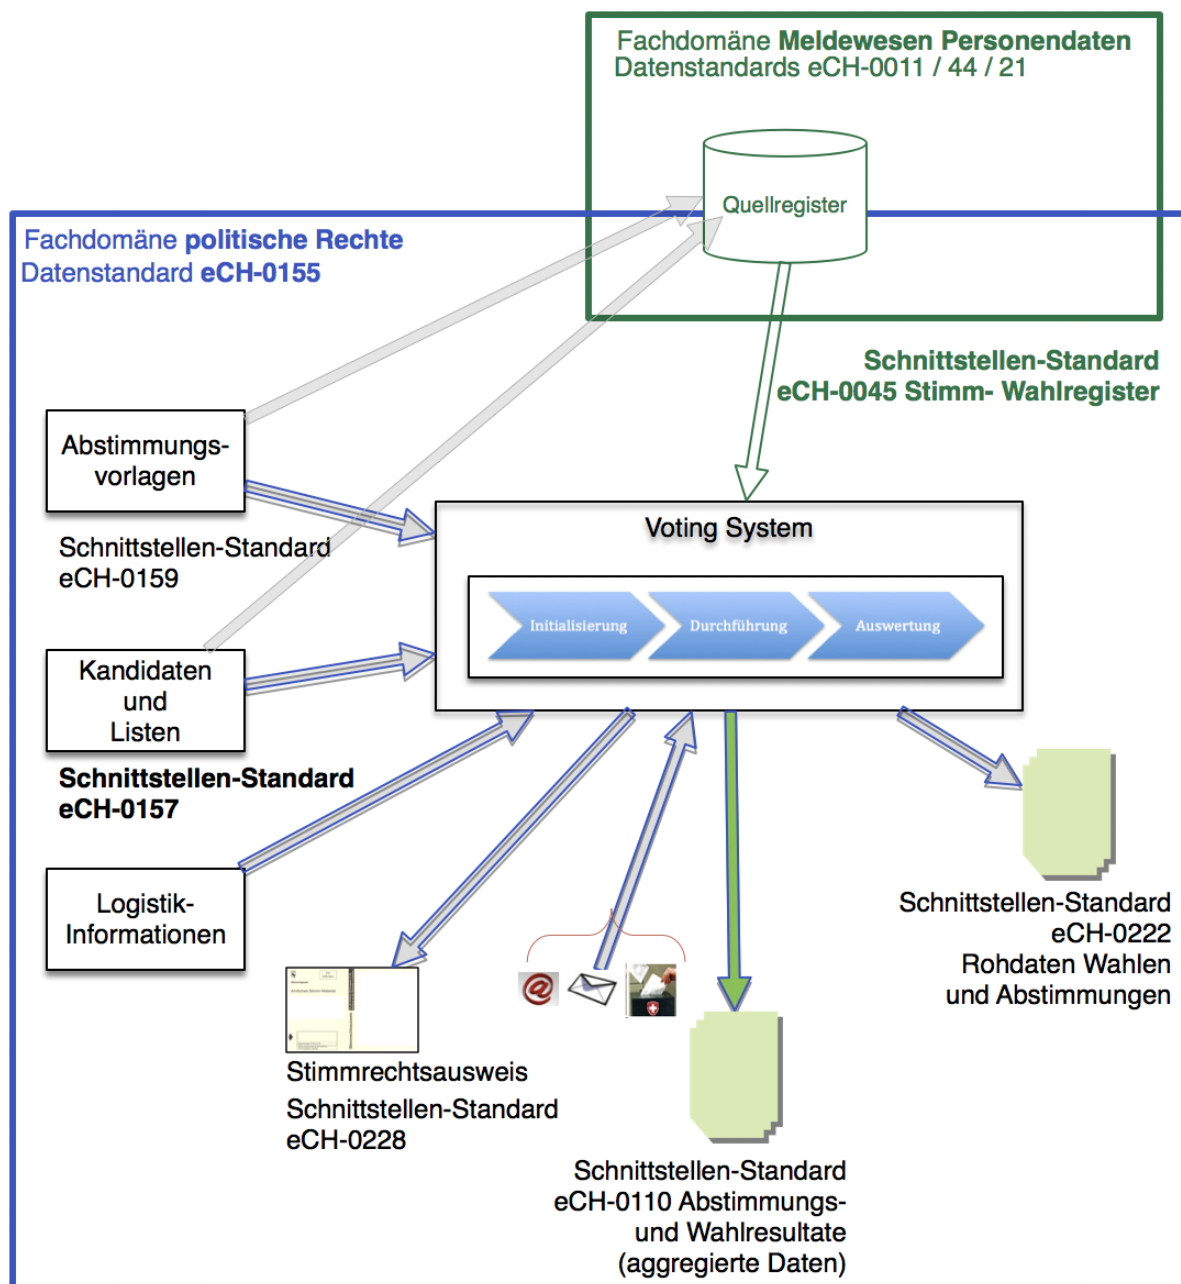 Fachdomäne Meldewesen Personendaten
Datenstandards eCH-0011 / 44 / 21
Quellregister
Fachdomäne politische Rechte
Datenstandard eCH-0155
Schnittstellen-Standard
eCH-0045 Stimm- Wahlregister
Abstimmungs-
vorlagen
Schnittstellen-Standard
eCH-0159
Voting System
Initialisierung
Durchführung
Auswertung
Kandidaten
und
Listen
Schnittstellen-Standard
eCH-0157
Logistik-
Informationen
Schnittstellen-Standard
eCH-0222
Rohdaten Wahlen
und Abstimmungen
@
Stimmrechtsausweis
Schnittstellen-Standard
eCH-0228
Schnittstellen-Standard
eCH-0110 Abstimmungs-
und Wahlresultate
(aggregierte Daten)